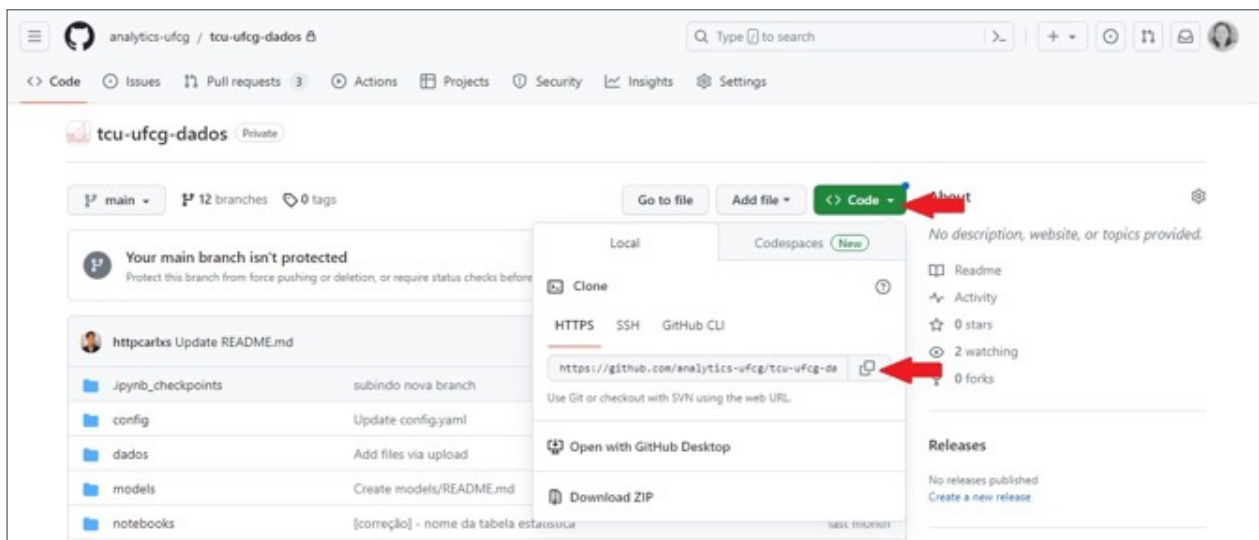 analytics-ufcg / tcu-ufcg-dados
Type / to search
<> Code Issues Pull requests 3 Actions Projects Security Insights Settings
tcu-ufcg-dados Private
main 12 branches 0 tags Go to file Add file <> Code
About
No description, website, or topics provided.
Readme
Activity
0 stars
2 watching
0 forks
Releases
No releases published
Create a new release
Local Codespaces New
Clone
HTTPS SSH GitHub CLI
https://github.com/analytics-ufcg/tcu-ufcg-da
Use Git or checkout with SVN using the web URL.
Open with GitHub Desktop
Download ZIP
Your main branch isn't protected
Protect this branch from force pushing or deletion, or require status checks before
httpcarlxs Update README.md
.ipynb_checkpoints subindo nova branch
config Update config.yaml
dados Add files via upload
models Create models/README.md
notebooks [correção] - nome da tabela estatistica last month